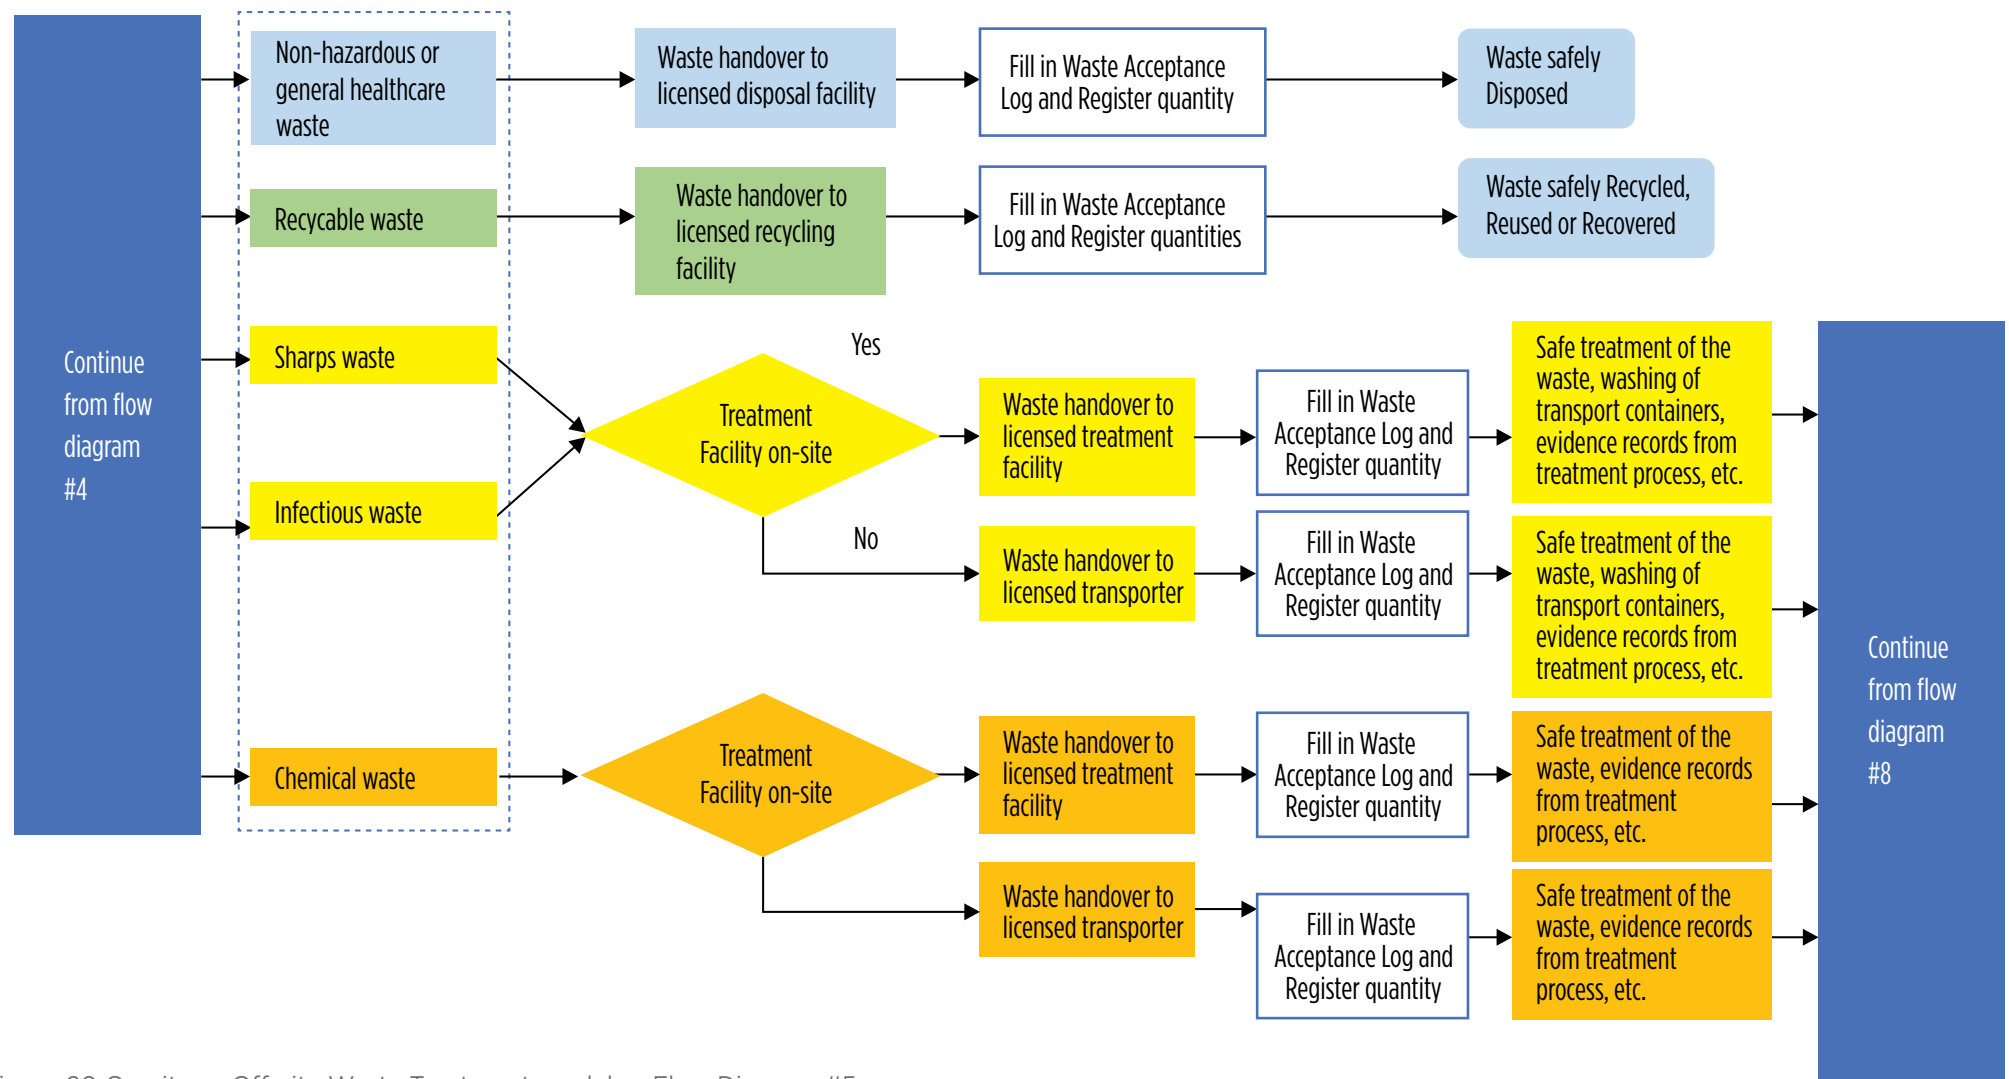 Continue
from flow
diagram
#4
Non-hazardous or
general healthcare
waste
Waste handover to
licensed disposal facility
Fill in Waste Acceptance
Log and Register quantity
Waste safely
Disposed
Recycable waste
Waste handover to
licensed recycling
facility
Fill in Waste Acceptance
Log and Register quantities
Waste safely Recycled,
Reused or Recovered
Sharps waste
Infectious waste
Treatment
Facility on-site
Yes
Waste handover to
licensed treatment
facility
Fill in Waste
Acceptance Log and
Register quantity
Safe treatment of the
waste, washing of
transport containers,
evidence records from
treatment process, etc.
No
Waste handover to
licensed transporter
Fill in Waste
Acceptance Log and
Register quantity
Safe treatment of the
waste, washing of
transport containers,
evidence records from
treatment process, etc.
Chemical waste
Treatment
Facility on-site
Waste handover to
licensed treatment
facility
Fill in Waste
Acceptance Log and
Register quantity
Safe treatment of the
waste, evidence records
from treatment
process, etc.
Waste handover to
licensed transporter
Fill in Waste
Acceptance Log and
Register quantity
Safe treatment of the
waste, evidence records
from treatment
process, etc.
Continue
from flow
diagram
#8